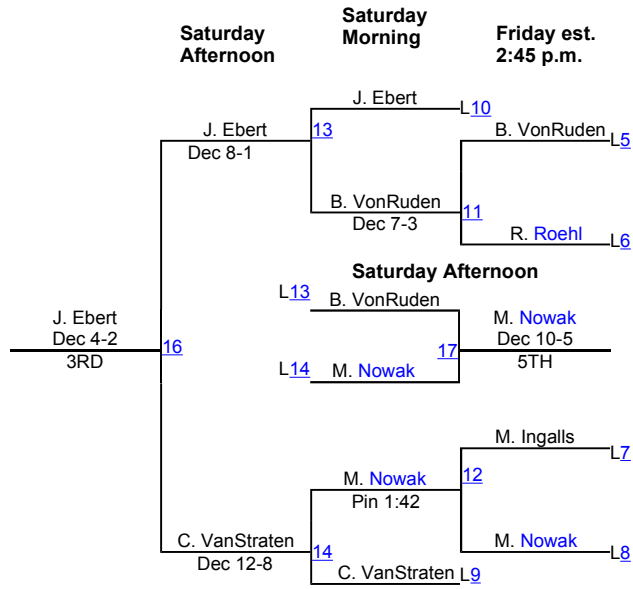 Saturday
Afternoon
Saturday
Morning
Friday est.
2:45 p.m.
J. Ebert
L10
J. Ebert
13
B. VonRuden
L5
Dec 8-1
B. VonRuden
11
Dec 7-3
R. Roehl
L6
Saturday Afternoon
L13
B. VonRuden
J. Ebert
M. Nowak
Dec 4-2
16
17
Dec 10-5
3RD
L14
M. Nowak
5TH
M. Ingalls
L7
M. Nowak
12
Pin 1:42
C. VanStraten
14
M. Nowak
L8
Dec 12-8
C. VanStraten
L9